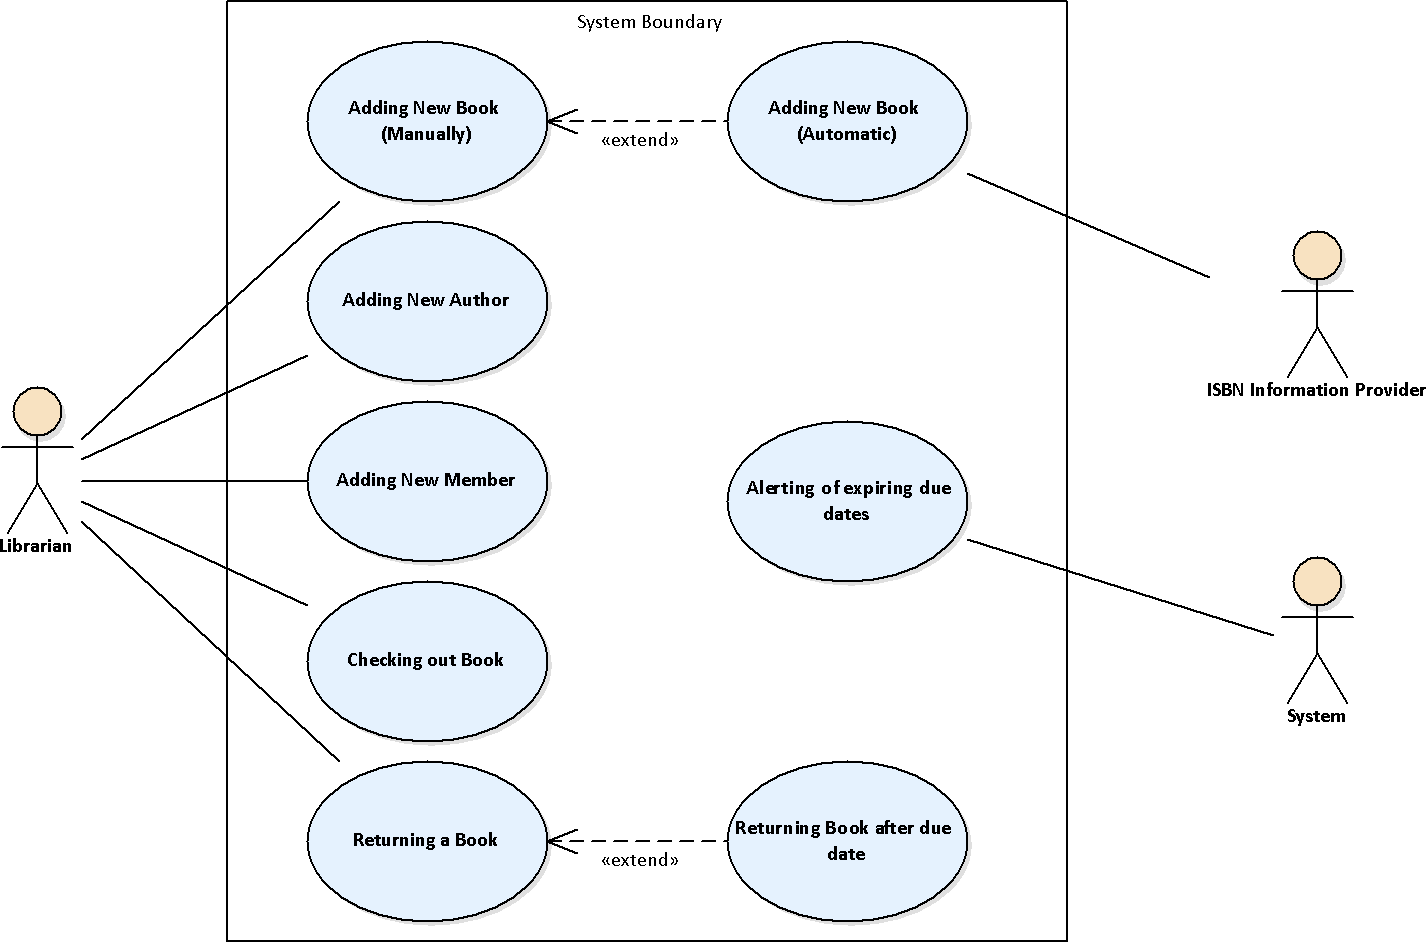 System Boundary
Adding New Book
(Manually)
«extend»
Adding New Book
(Automatic)
Adding New Author
ISBN Information Provider
Adding New Member
Alerting of expiring due
dates
Librarian
Checking out Book
System
Returning a Book
«extend»
Returning Book after due
date